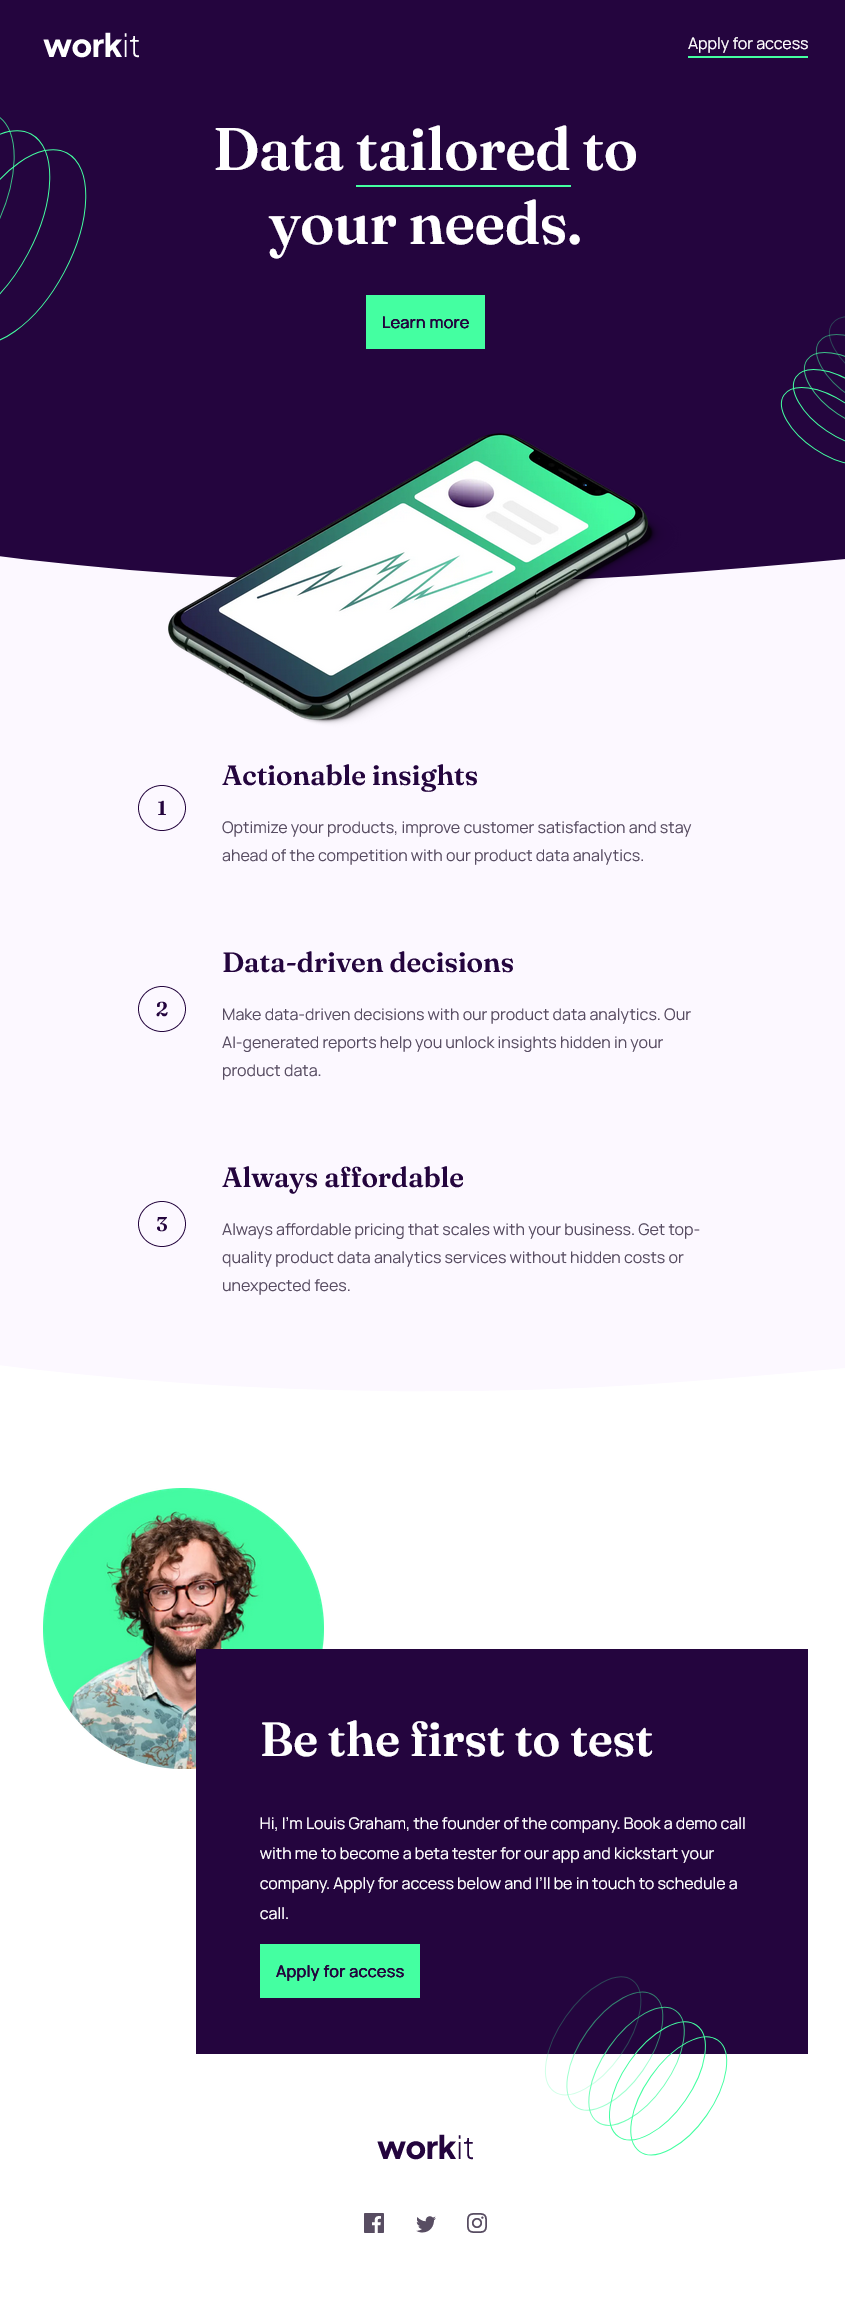 workit
Apply for access
Data tailored to
your needs.
Learn more
Actionable insights
1
Optimize your products, improve customer satisfaction and stay
ahead of the competition with our product data analytics.
Data-driven decisions
2
Make data-driven decisions with our product data analytics. Our
AI-generated reports help you unlock insights hidden in your
product data.
Always affordable
3
Always affordable pricing that scales with your business. Get top-
quality product data analytics services without hidden costs or
unexpected fees.
Be the first to test
Hi, I'm Louis Graham, the founder of the company. Book a demo call
with me to become a beta tester for our app and kickstart your
company. Apply for access below and I'll be in touch to schedule a
call.
Apply for access
workit